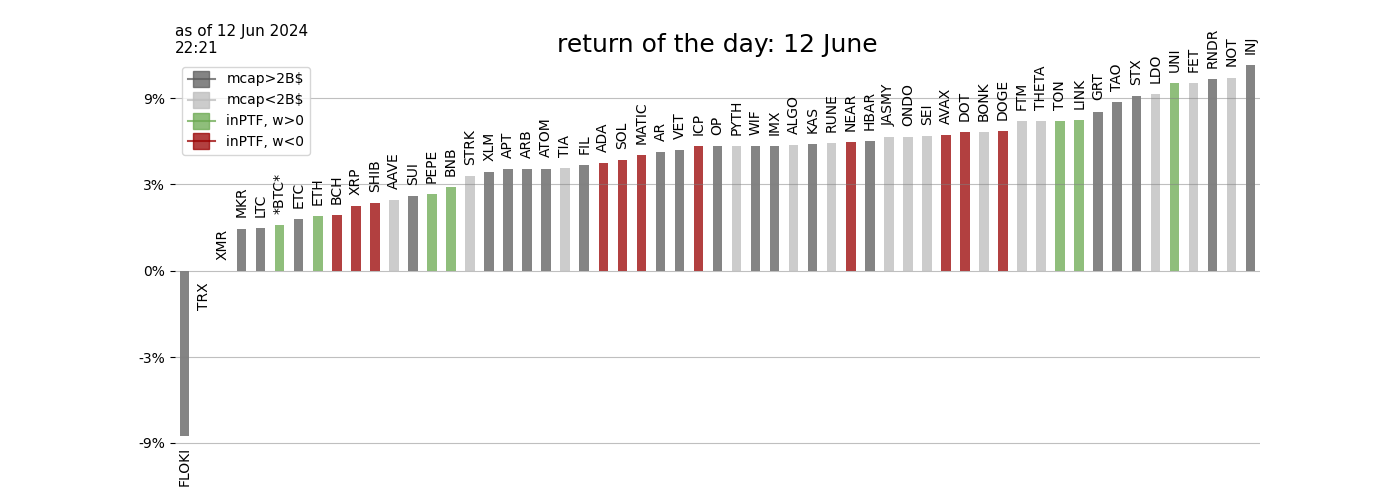 as of 12 Jun 2024
22:21
return of the day: 12 June
mcap>2B$
mcap<2B$
inPTF, w>0
inPTF, w<0
9%
3%
0%
-3%
-9%
FLOKI
TRX
XMR
MKR
LTC
*BTC*
ETC
ETH
BCH
XRP
SHIB
AAVE
SUI
PEPE
BNB
STRK
XLM
APT
ARB
ATOM
TIA
FIL
ADA
SOL
MATIC
AR
VET
ICP
OP
PYTH
WIF
IMX
ALGO
KAS
RUNE
NEAR
HBAR
JASMY
ONDO
SEI
AVAX
DOT
BONK
DOGE
FTM
THETA
TON
LINK
GRT
TAO
STX
LDO
UNI
FET
RNDR
NOT
INJ